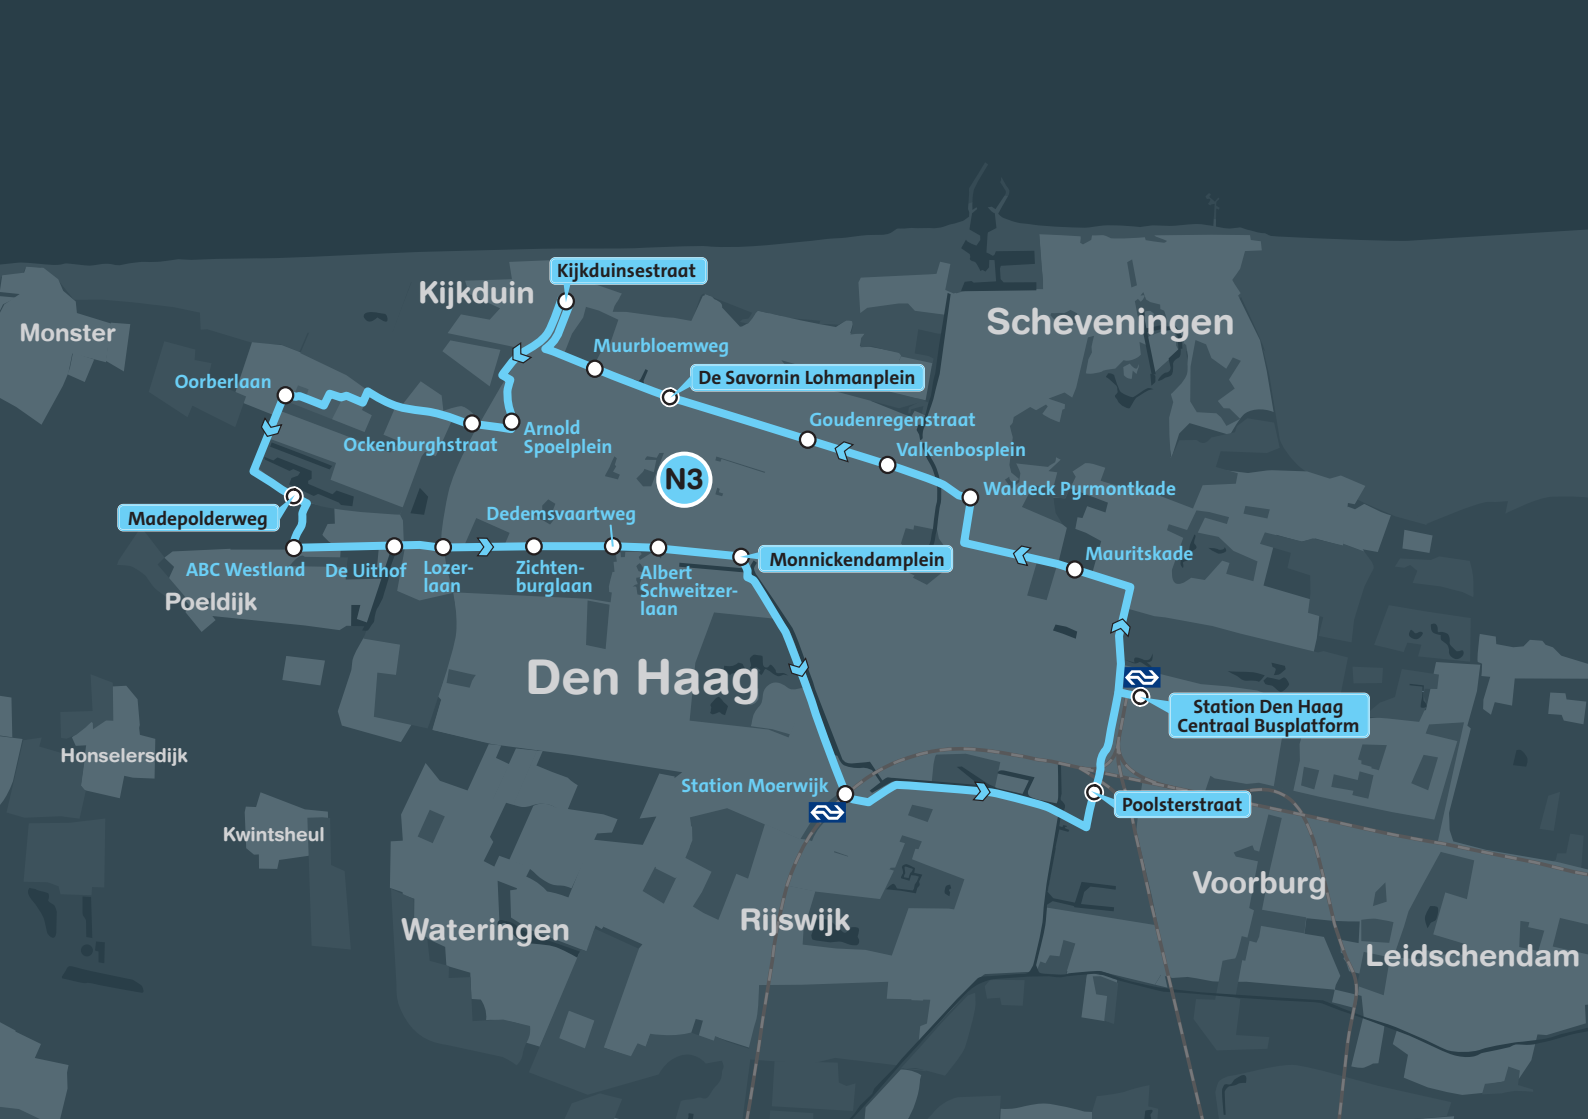 Kijkduinsestraat
Kijkduin
Scheveningen
Monster
Muurbloemweg
De Savornin Lohmanplein
Oorberlaan
Goudenregenstraat
Arnold
Spoelplein
Ockenburghstraat
Valkenbosplein
N3
Waldeck Pyrmontkade
Madepolderweg
Dedemsvaartweg
Mauritskade
Monnickendamplein
ABC Westland
De Uithof
Lozer-
laan
Zichten-
burglaan
Albert
Schweitzer-
laan
Poeldijk
Den Haag
Station Den Haag
Centraal Busplatform
Honselersdijk
Station Moerwijk
Poolsterstraat
Kwintsheul
Voorburg
Wateringen
Rijswijk
Leidschendam